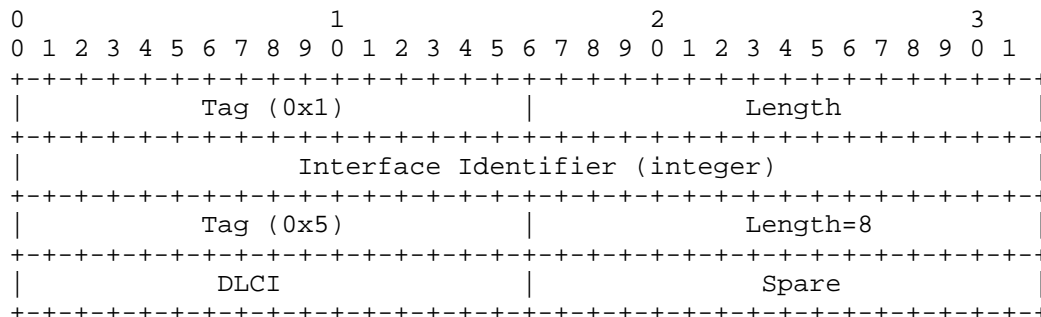 0                   1                   2                   3
0 1 2 3 4 5 6 7 8 9 0 1 2 3 4 5 6 7 8 9 0 1 2 3 4 5 6 7 8 9 0 1
+-+-+-+-+-+-+-+-+-+-+-+-+-+-+-+-+-+-+-+-+-+-+-+-+-+-+-+-+-+-+-+-+
|           Tag (0x1)           |             Length            |
+-+-+-+-+-+-+-+-+-+-+-+-+-+-+-+-+-+-+-+-+-+-+-+-+-+-+-+-+-+-+-+-+
|                 Interface Identifier (integer)                |
+-+-+-+-+-+-+-+-+-+-+-+-+-+-+-+-+-+-+-+-+-+-+-+-+-+-+-+-+-+-+-+-+
|           Tag (0x5)           |             Length=8          |
+-+-+-+-+-+-+-+-+-+-+-+-+-+-+-+-+-+-+-+-+-+-+-+-+-+-+-+-+-+-+-+-+
|            DLCI               |              Spare            |
+-+-+-+-+-+-+-+-+-+-+-+-+-+-+-+-+-+-+-+-+-+-+-+-+-+-+-+-+-+-+-+-+